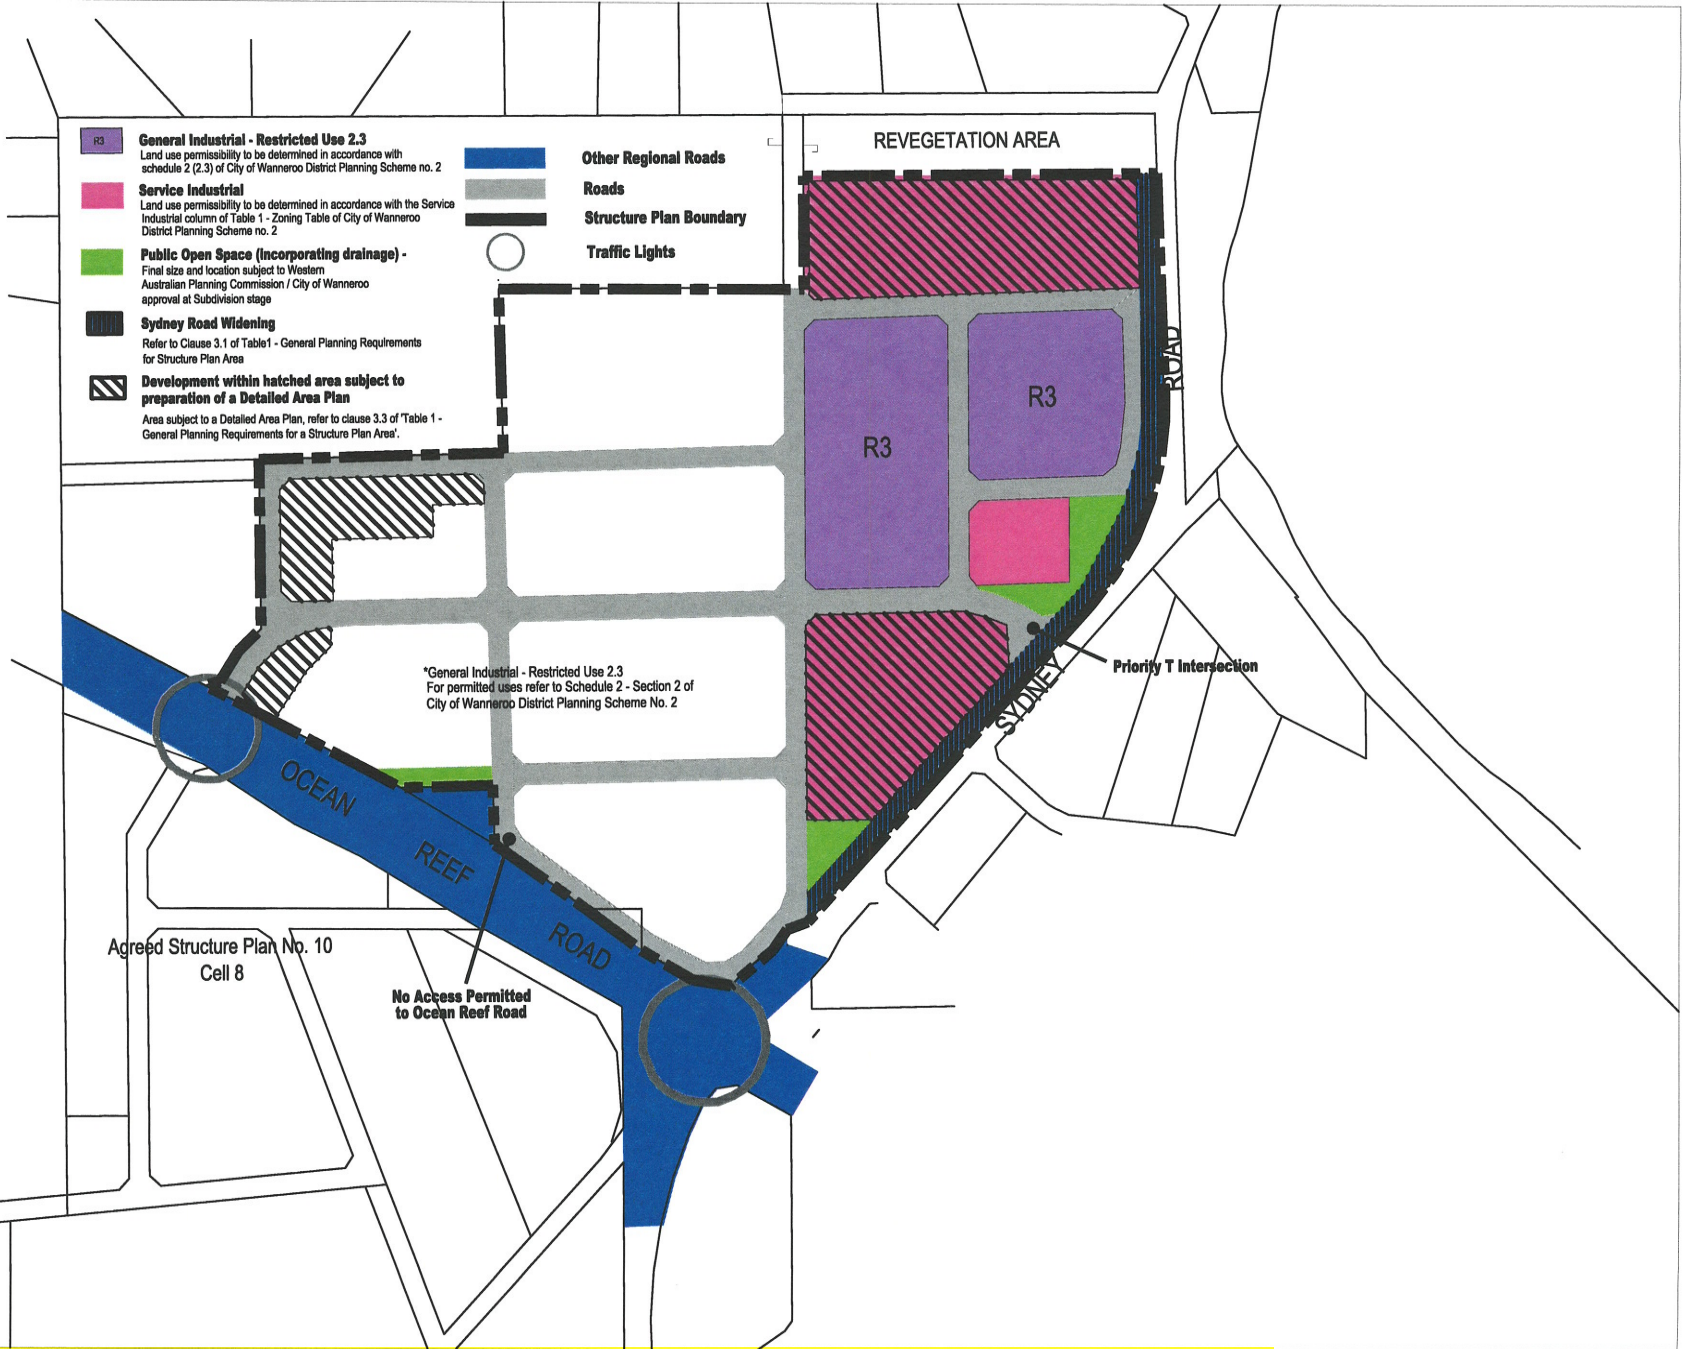 R3
General Industrial - Restricted Use 2.3
Land use permissibility to be determined in accordance with
schedule 2 (2.3) of City of Wanneroo District Planning Scheme no. 2
Service Industrial
Land use permissibility to be determined in accordance with the Service
Industrial column of Table 1 - Zoning Table of City of Wanneroo
District Planning Scheme no. 2
Public Open Space (Incorporating drainage) -
Final size and location subject to Western
Australian Planning Commission / City of Wanneroo
approval at Subdivision stage
Sydney Road Widening
Refer to Clause 3.1 of Table1 - General Planning Requirements
for Structure Plan Area
Development within hatched area subject to
preparation of a Detailed Area Plan
Area subject to a Detailed Area Plan, refer to clause 3.3 of 'Table 1 -
General Planning Requirements for a Structure Plan Area'.
Other Regional Roads
Roads
Structure Plan Boundary
Traffic Lights
REVEGETATION AREA
R3
R3
ROAD
SYDNEY
Priority T Intersection
*General Industrial - Restricted Use 2.3
For permitted uses refer to Schedule 2 - Section 2 of
City of Wanneroo District Planning Scheme No. 2
OCEAN
REEF
ROAD
Agreed Structure Plan No. 10
Cell 8
No Access Permitted
to Ocean Reef Road